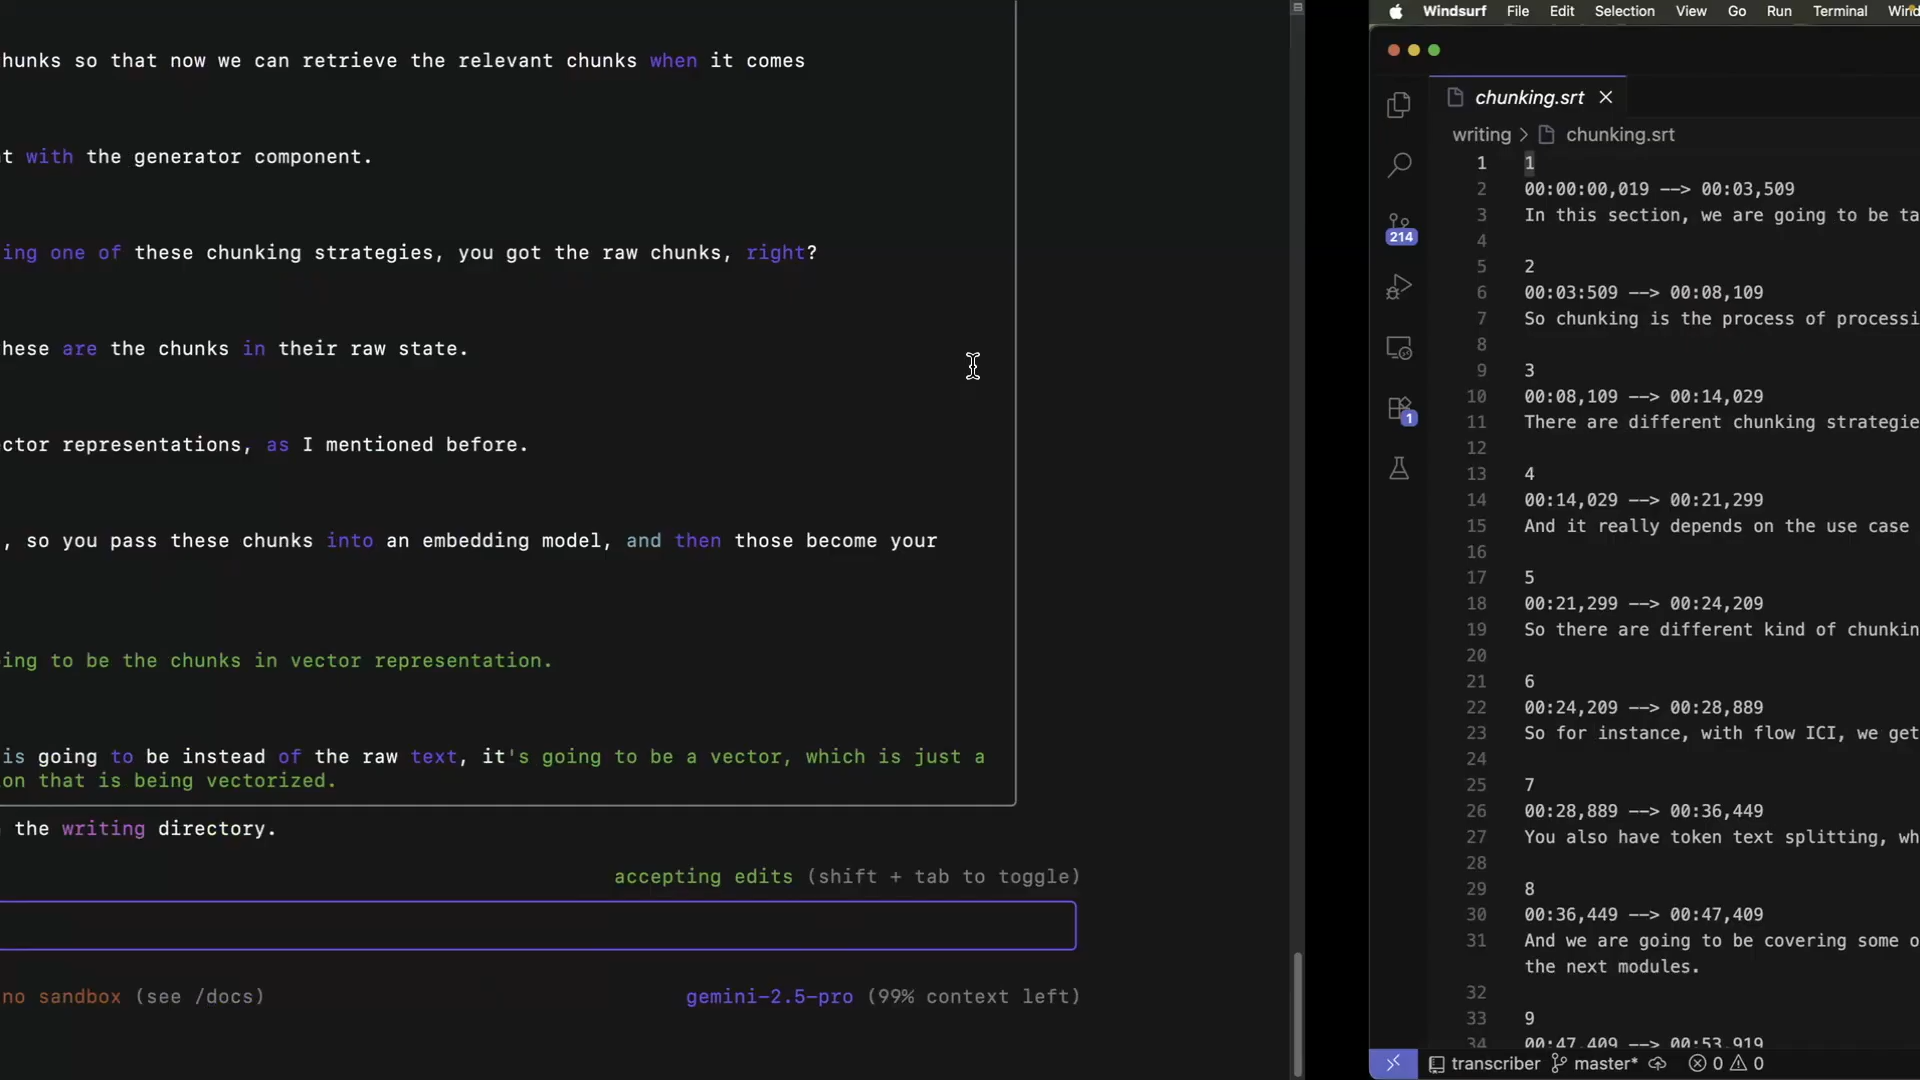 hunks so that now we can retrieve the relevant chunks when it comes
t with the generator component.
ing one of these chunking strategies, you got the raw chunks, right?
hese are the chunks in their raw state.
ctor representations, as I mentioned before.
, so you pass these chunks into an embedding model, and then those become your
ing to be the chunks in vector representation.
is going to be instead of the raw text, it's going to be a vector, which is just a
on that is being vectorized.
the writing directory.
accepting edits (shift + tab to toggle)
no sandbox (see /docs)
gemini-2.5-pro (99% context left)
Windsurf File Edit Selection View Go Run Terminal Wind
chunking.srt
writing > chunking.srt
214
1
1 1
2 00:00:00,019 --> 00:03,509
3 In this section, we are going to be ta
4
5 2
6 00:03:509 --> 00:08,109
7 So chunking is the process of processi
8
9 3
10 00:08,109 --> 00:14,029
11 There are different chunking strategie
12
13 4
14 00:14,029 --> 00:21,299
15 And it really depends on the use case
16
17 5
18 00:21,299 --> 00:24,209
19 So there are different kind of chunkin
20
21 6
22 00:24,209 --> 00:28,889
23 So for instance, with flow ICI, we get
24
25 7
26 00:28,889 --> 00:36,449
27 You also have token text splitting, wh
28
29 8
30 00:36,449 --> 00:47,409
31 And we are going to be covering some o
the next modules.
32
33 9
34 00:47,409 --> 00:53,919
transcriber master* 0 0